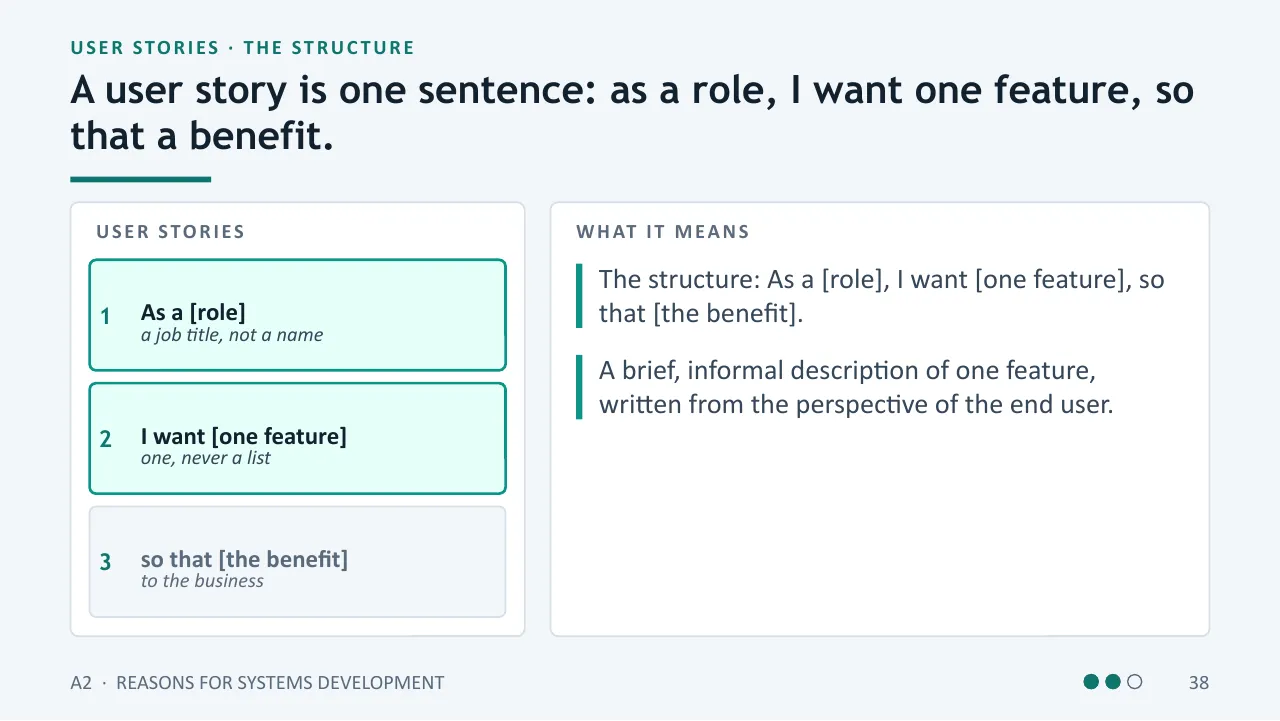 USER STORIES · THE STRUCTURE
A user story is one sentence: as a role, I want one feature, so
that a benefit.
USER STORIES
1
As a [role]
a job title, not a name
2
I want [one feature]
one, never a list
3
so that [the benefit]
to the business
WHAT IT MEANS
The structure: As a [role], I want [one feature], so
that [the benefit].
A brief, informal description of one feature,
written from the perspective of the end user.
A2 · REASONS FOR SYSTEMS DEVELOPMENT
38